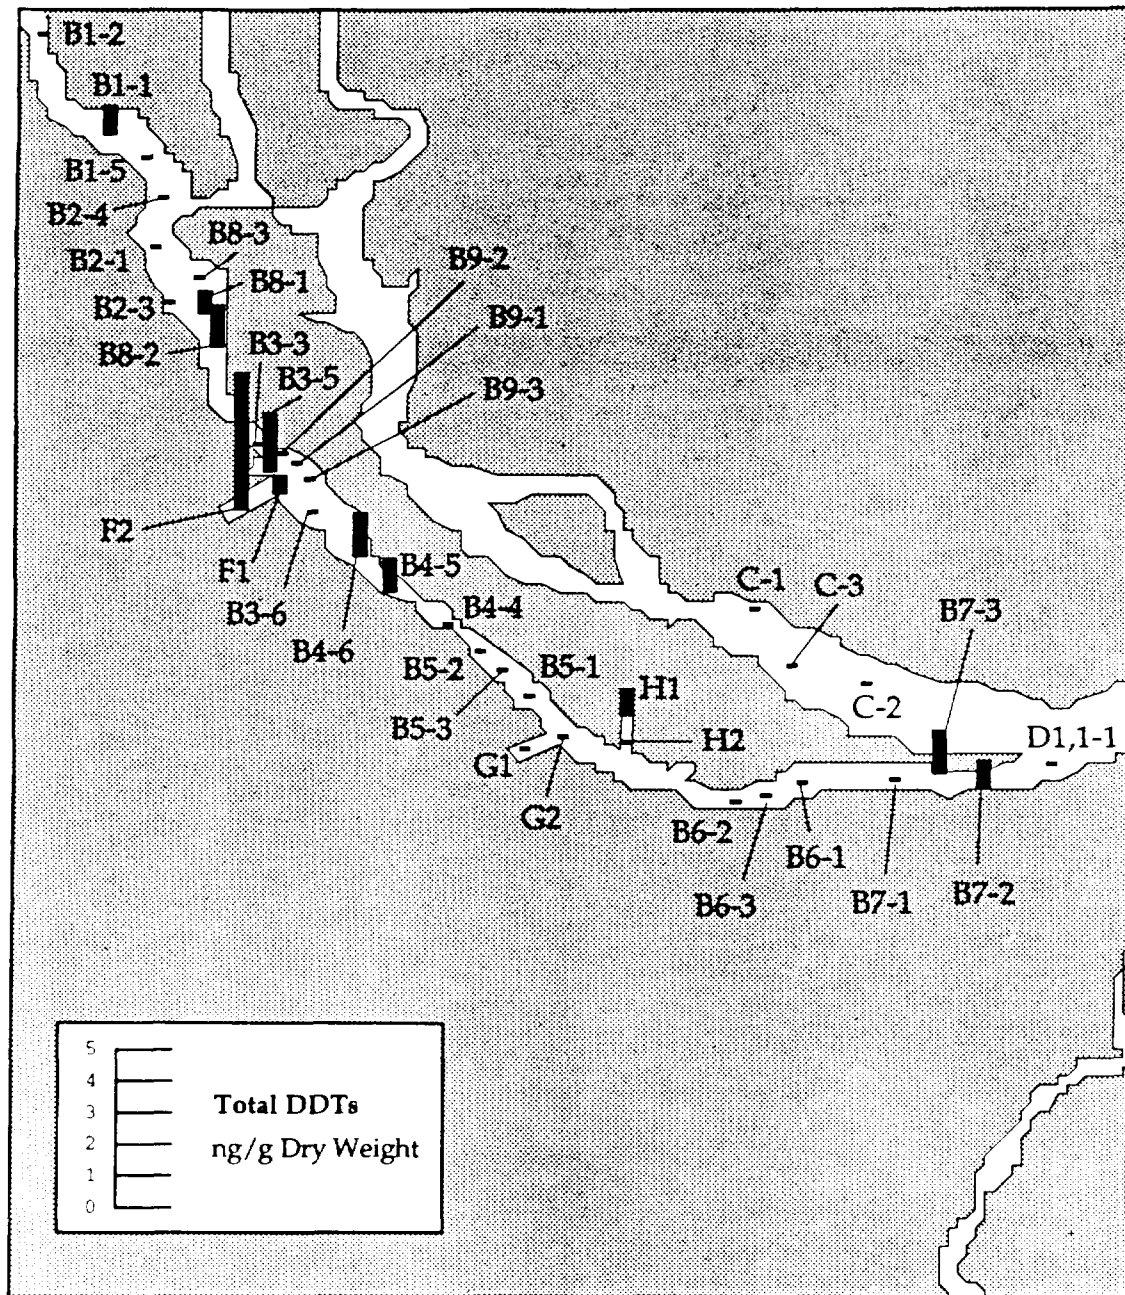 B1-2
B1-1
B1-5
B2-4
B8-3
B2-1
B9-2
B8-1
B2-3
B9-1
B3-3
B8-2
B3-5
B9-3
F2
F1
B4-5
B3-6
C-1
C-3
B4-4
B7-3
B4-6
B5-2
B5-1
H1
C-2
B5-3
H2
D1,1-1
G1
G2
B6-2
B6-1
B6-3
B7-1
B7-2
5
4
3
2
1
0
Total DDTs
ng/g Dry Weight